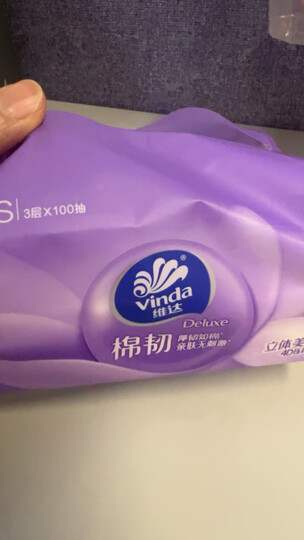 S | 3层X100抽
Vinda®
维达
Deluxe
棉韧
厚韧如棉
亲肤无刺激
立体美
4D